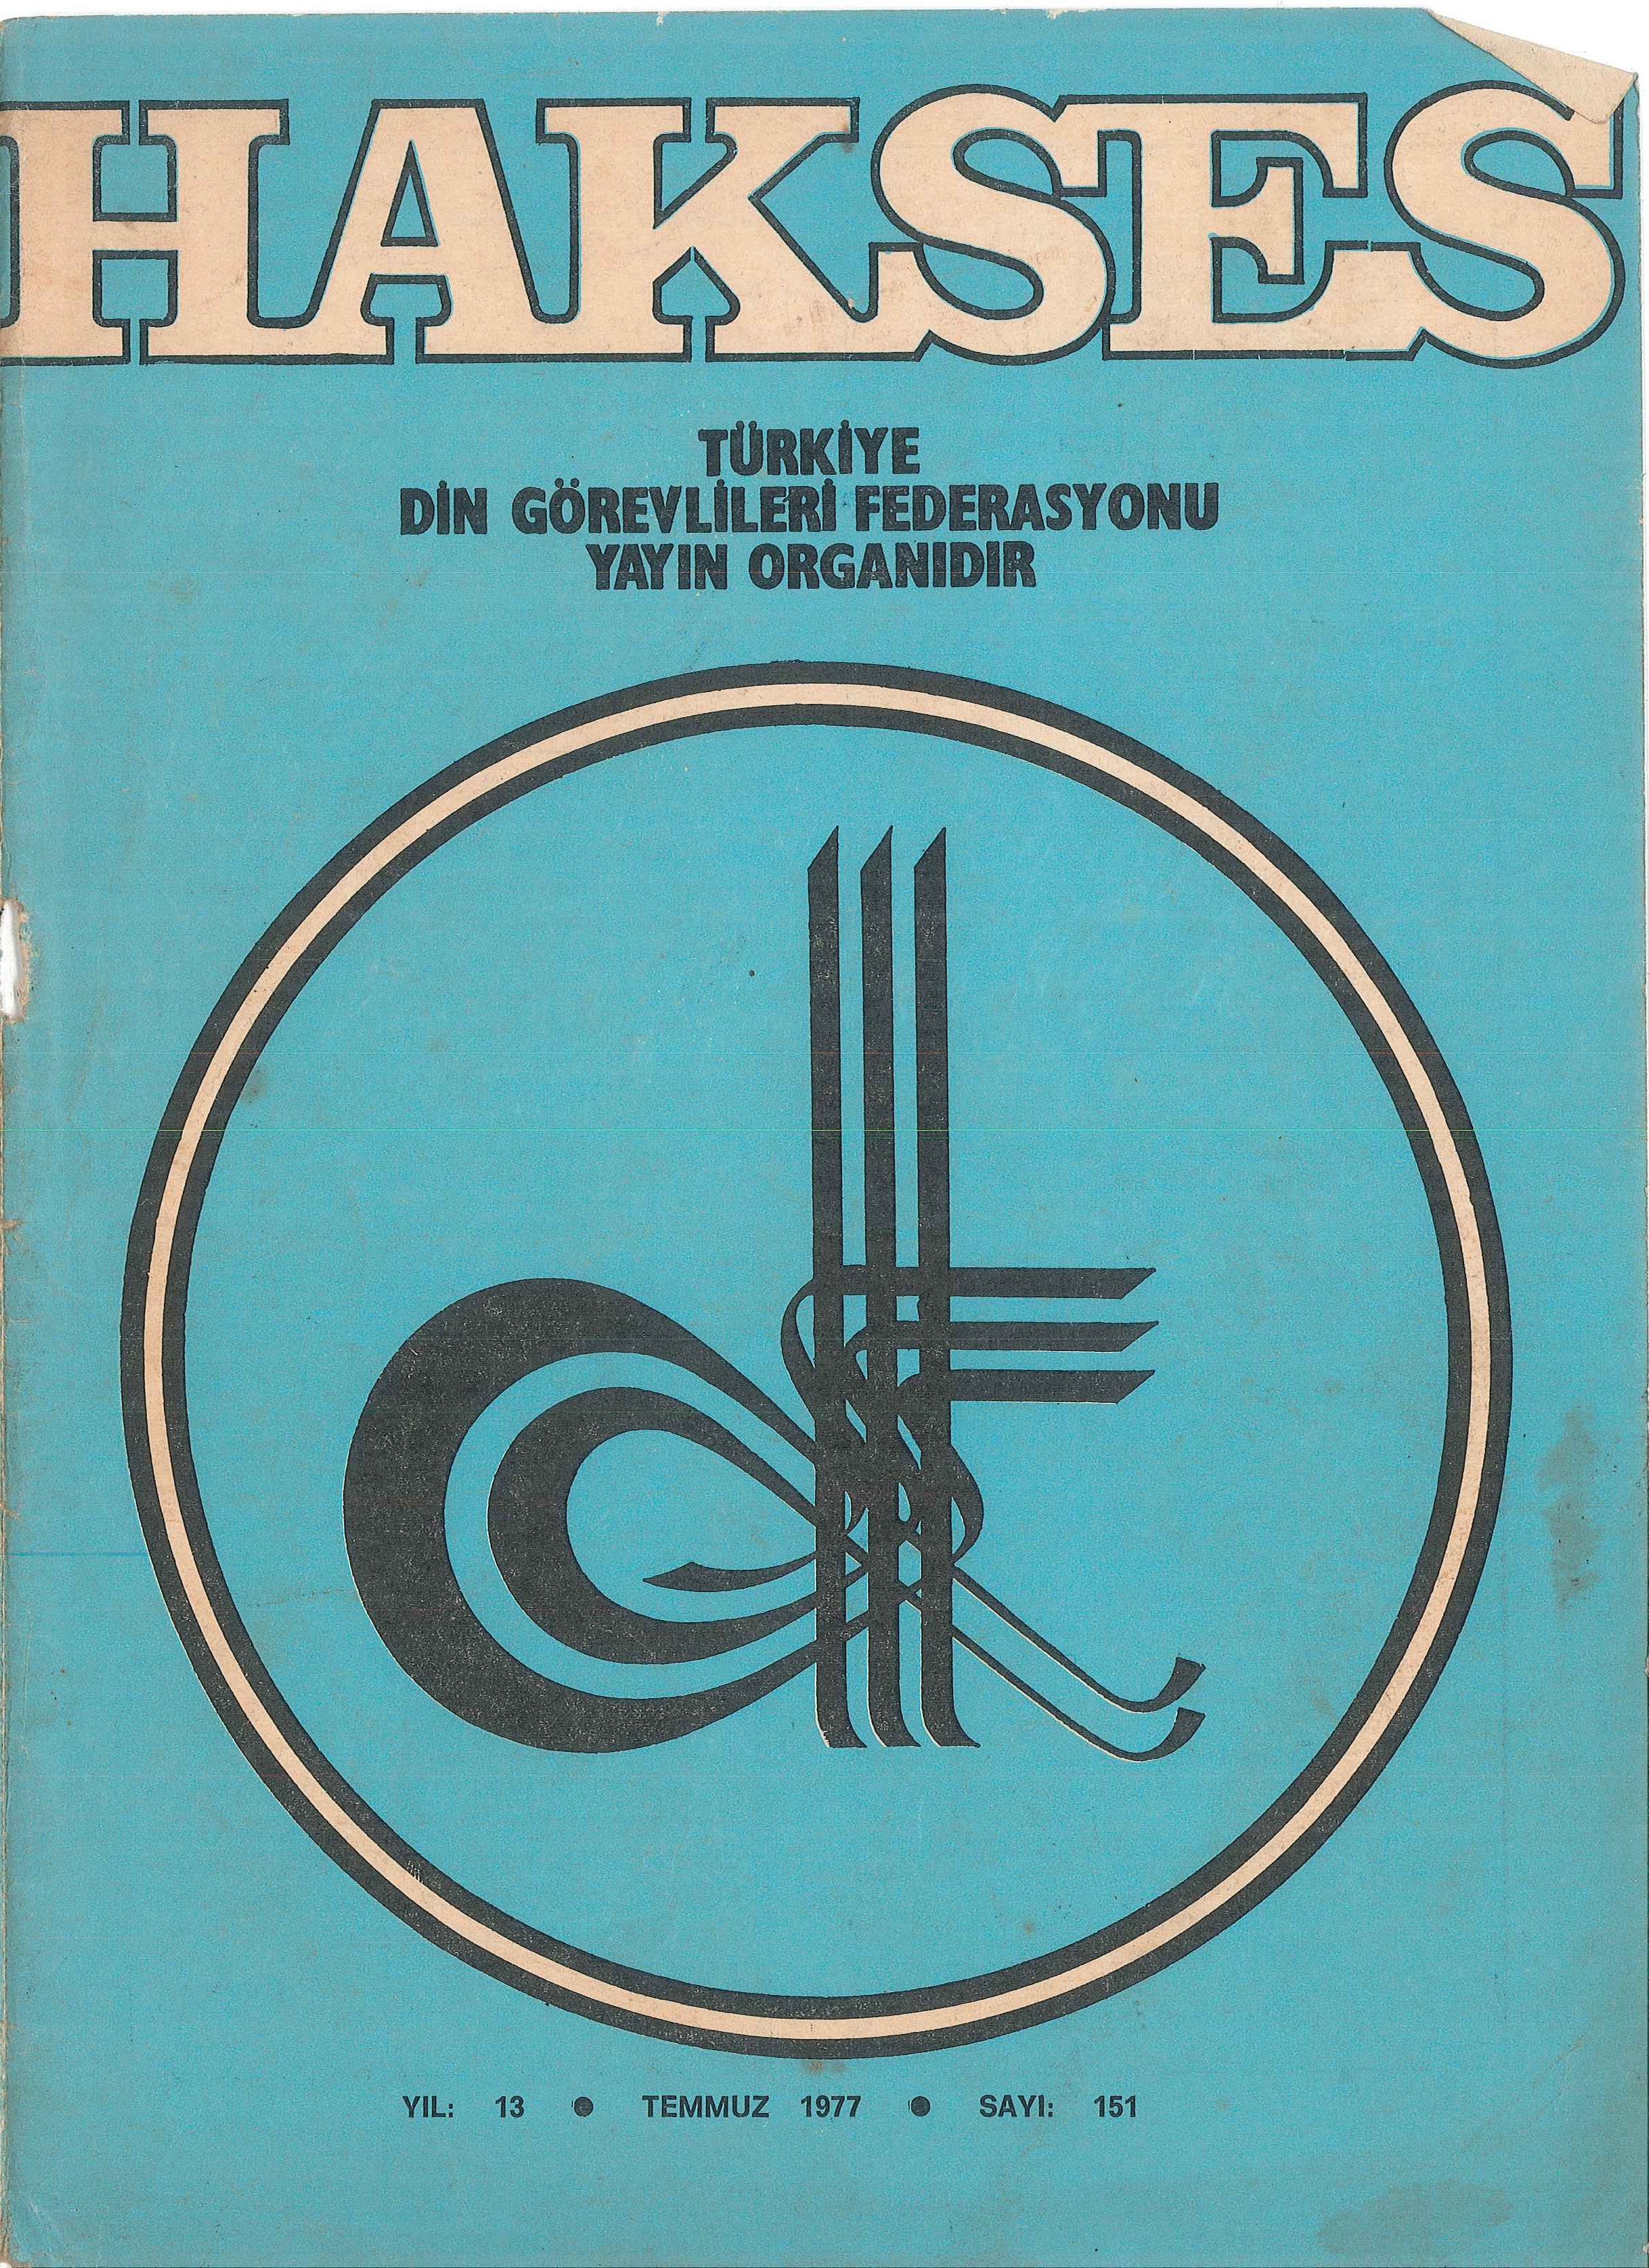 HAKSES
TÜRKİYE
DİN GÖREVLİLERİ FEDERASYONU
YAYIN ORGANIDIR
YIL: 13 ● TEMMUZ 1977 ● SAYI: 151